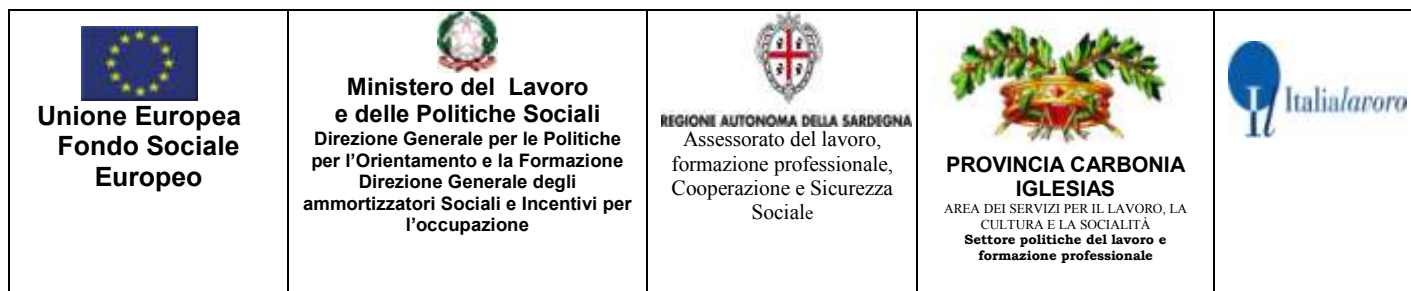 Unione Europea
Fondo Sociale
Europeo
Ministero del Lavoro
e delle Politiche Sociali
Direzione Generale per le Politiche
per l’Orientamento e la Formazione
Direzione Generale degli
ammortizzatori Sociali e Incentivi per
l’occupazione
REGIONE AUTONOMA DELLA SARDEGNA
Assessorato del lavoro,
formazione professionale,
Cooperazione e Sicurezza
Sociale
PROVINCIA CARBONIA
IGLESIAS
AREA DEI SERVIZI PER IL LAVORO, LA
CULTURA E LA SOCIALITÀ
Settore politiche del lavoro e
formazione professionale
Italialavoro